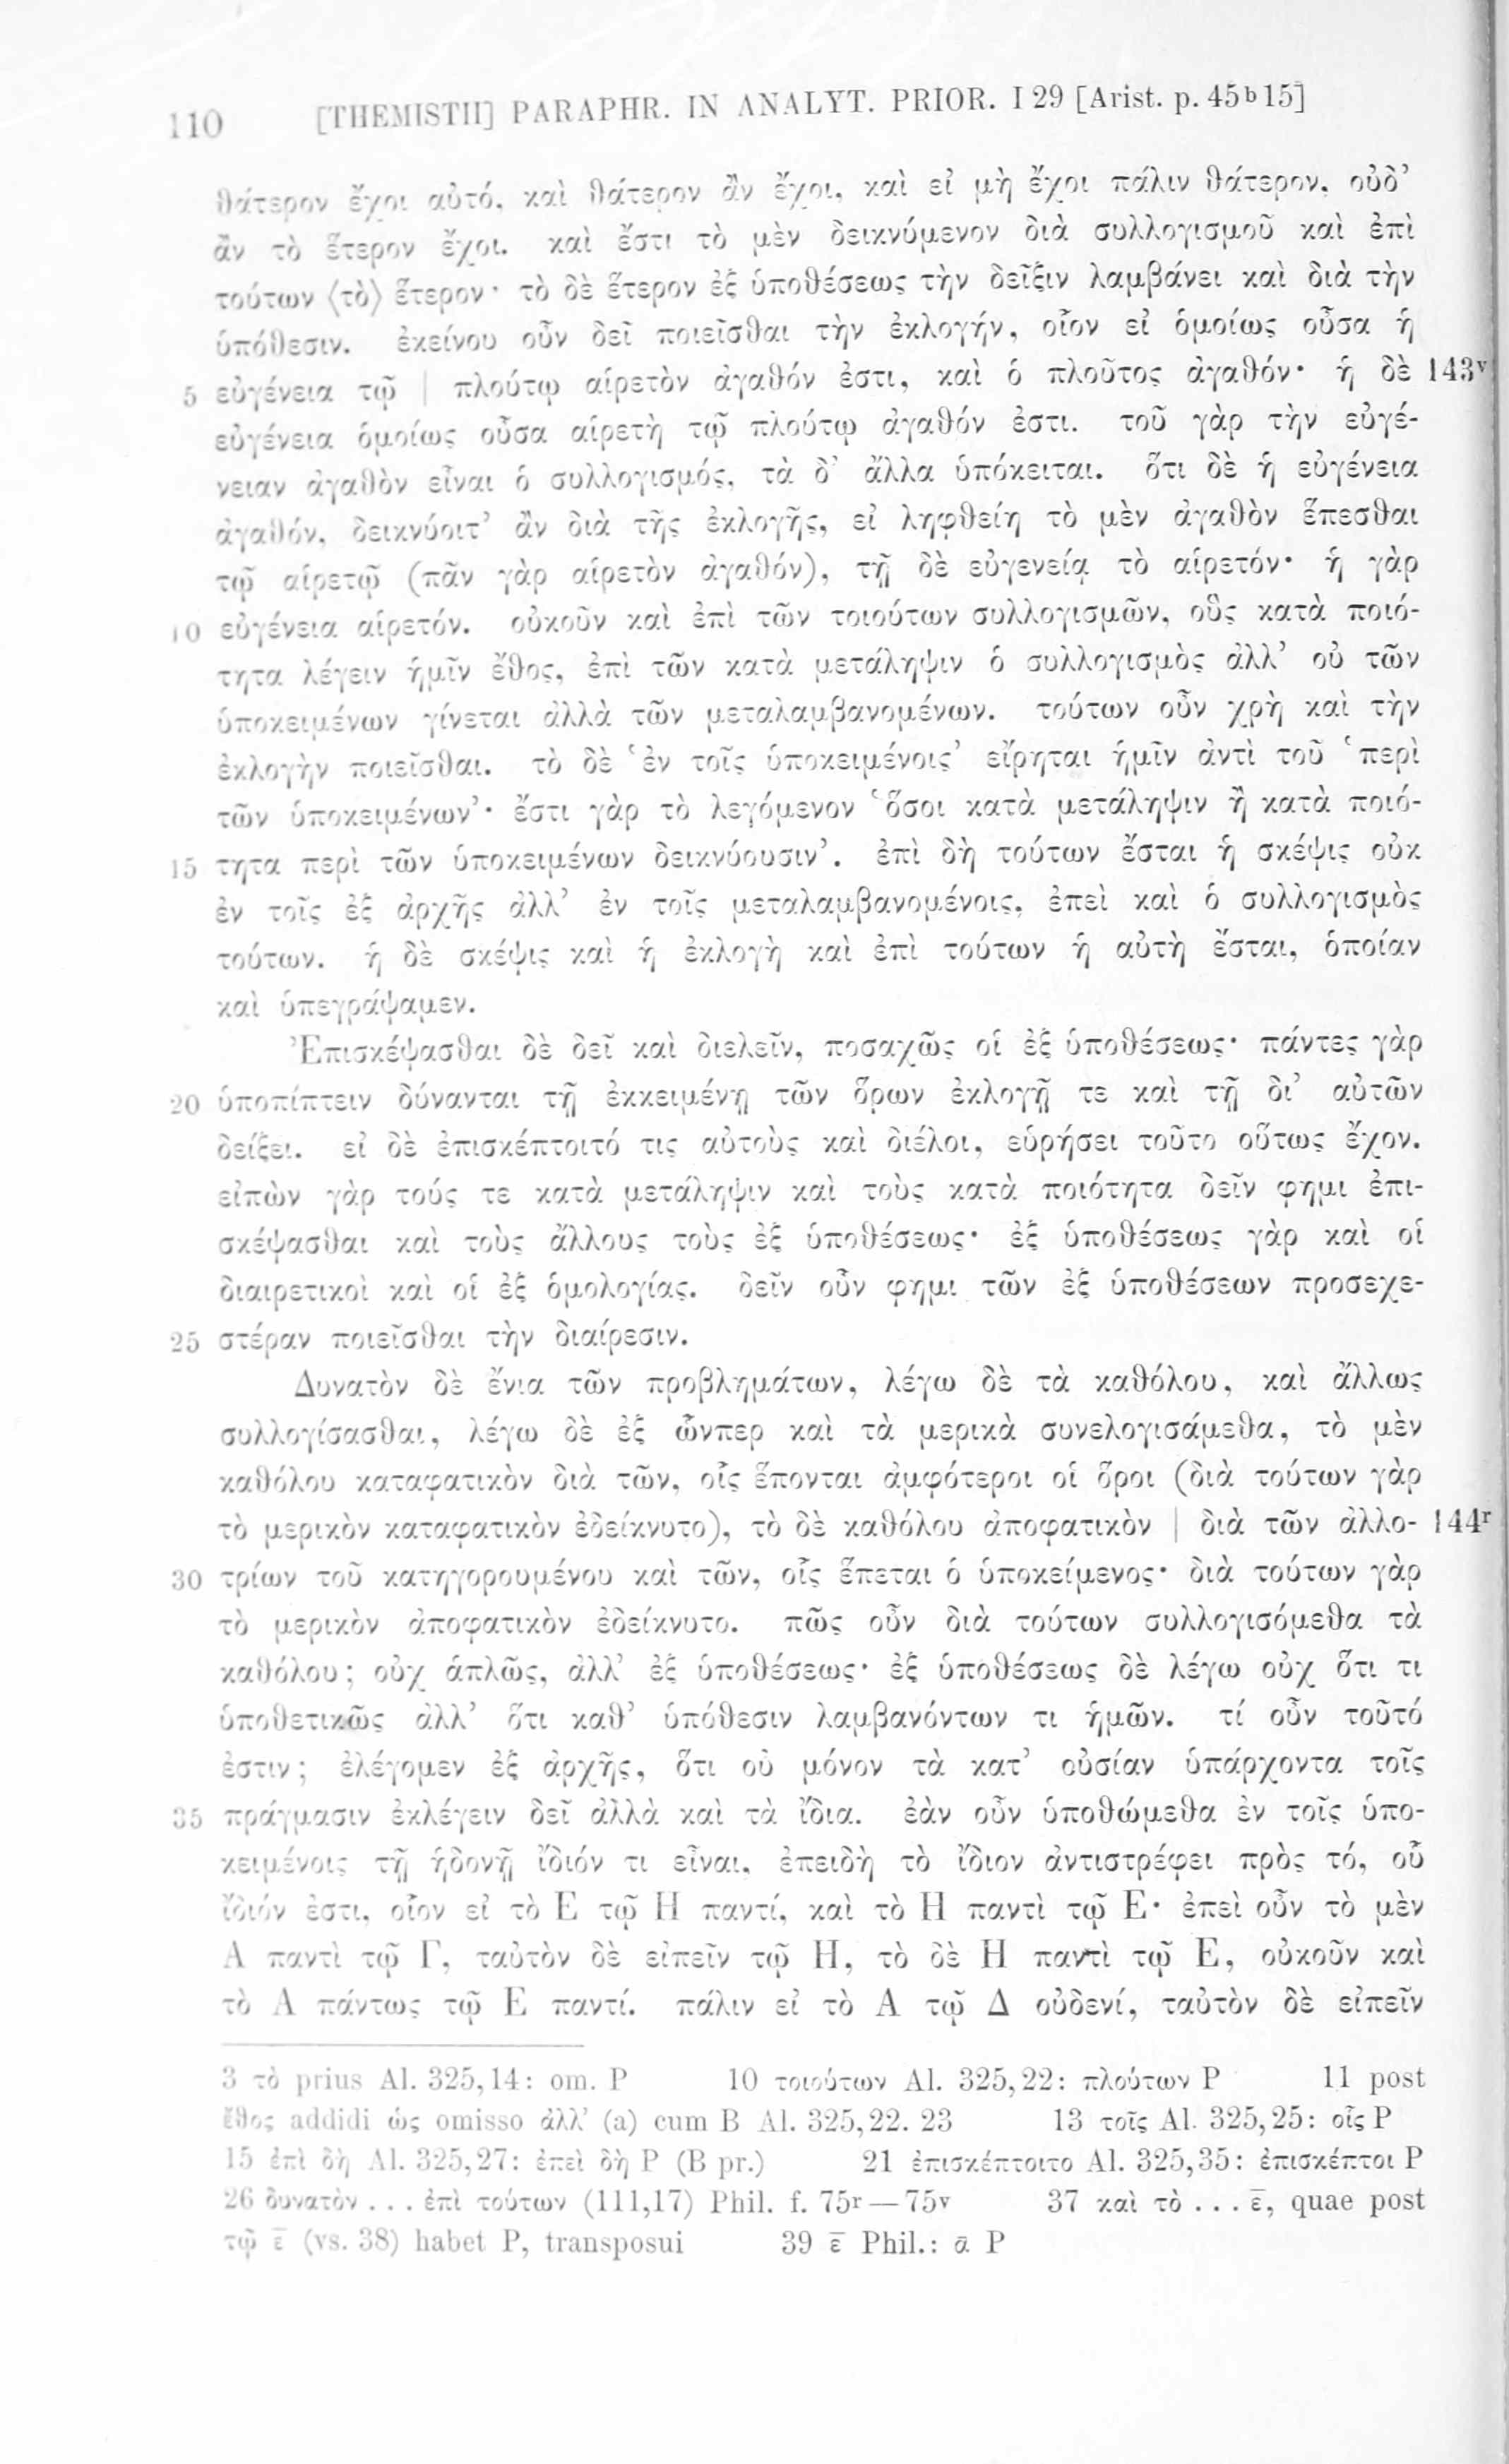 110 [THEMISTII] PARAPHR. IN ANALYT. PRIOR. I 29 [Arist. p. 45b15]
θάτερον ἔχοι αὐτό, καὶ θάτερον ἂν ἔχοι, καὶ εἰ μὴ ἔχοι πάλιν θάτερον, οὐδ’
ἂν τὸ ἕτερον ἔχοι. καὶ ἔστι τὸ μὲν δεικνύμενον διὰ συλλογισμοῦ καὶ ἐπὶ
τούτων ⟨τὸ⟩ ἕτερον· τὸ δὲ ἕτερον ἐξ ὑποθέσεως τὴν δεῖξιν λαμβάνει καὶ διὰ τὴν
ὑπόθεσιν. ἐκείνου οὖν δεῖ ποιεῖσθαι τὴν ἐκλογήν, οἷον εἰ ὁμοίως οὖσα ἡ
5 εὐγένεια τῷ | πλούτῳ αἱρετὸν ἀγαθόν ἐστι, καὶ ὁ πλοῦτος ἀγαθόν· ἡ δὲ 143v
εὐγένεια ὁμοίως οὖσα αἱρετὴ τῷ πλούτῳ ἀγαθόν ἐστι. τοῦ γὰρ τὴν εὐγέ-
νειαν ἀγαθὸν εἶναι ὁ συλλογισμός, τὰ δ’ ἄλλα ὑπόκειται. ὅτι δὲ ἡ εὐγένεια
ἀγαθόν, δεικνύοιτ’ ἂν διὰ τῆς ἐκλογῆς, εἰ ληφθείη τὸ μὲν ἀγαθὸν ἕπεσθαι
τῷ αἱρετῷ (πᾶν γὰρ αἱρετὸν ἀγαθόν), τῇ δὲ εὐγενείᾳ τὸ αἱρετόν· ἡ γὰρ
10 εὐγένεια αἱρετόν. οὐκοῦν καὶ ἐπὶ τῶν τοιούτων συλλογισμῶν, οὓς κατὰ ποιό-
τητα λέγειν ἡμῖν ἔθος, ἐπὶ τῶν κατὰ μετάληψιν ὁ συλλογισμὸς ἀλλ’ οὐ τῶν
ὑποκειμένων γίνεται ἀλλὰ τῶν μεταλαμβανομένων. τούτων οὖν χρὴ καὶ τὴν
ἐκλογὴν ποιεῖσθαι. τὸ δὲ ‘ἐν τοῖς ὑποκειμένοις’ εἴρηται ἡμῖν ἀντὶ τοῦ ‘περὶ
τῶν ὑποκειμένων’· ἔστι γὰρ τὸ λεγόμενον ‘ὅσοι κατὰ μετάληψιν ἢ κατὰ ποιό-
15 τητα περὶ τῶν ὑποκειμένων δεικνύουσιν’. ἐπὶ δὴ τούτων ἔσται ἡ σκέψις οὐκ
ἐν τοῖς ἐξ ἀρχῆς ἀλλ’ ἐν τοῖς μεταλαμβανομένοις, ἐπεὶ καὶ ὁ συλλογισμὸς
τούτων. ἡ δὲ σκέψις καὶ ἡ ἐκλογὴ καὶ ἐπὶ τούτων ἡ αὐτὴ ἔσται, ὁποίαν
καὶ ὑπεγράψαμεν.
Ἐπισκέψασθαι δὲ δεῖ καὶ διελεῖν, ποσαχῶς οἱ ἐξ ὑποθέσεως· πάντες γὰρ
20 ὑποπίπτειν δύνανται τῇ ἐκκειμένῃ τῶν ὅρων ἐκλογῇ τε καὶ τῇ δι’ αὐτῶν
δείξει. εἰ δὲ ἐπισκέπτοιτό τις αὐτοὺς καὶ διέλοι, εὑρήσει τοῦτο οὕτως ἔχον.
εἰπὼν γὰρ τούς τε κατὰ μετάληψιν καὶ τοὺς κατὰ ποιότητα δεῖν φημι ἐπι-
σκέψασθαι καὶ τοὺς ἄλλους τοὺς ἐξ ὑποθέσεως· ἐξ ὑποθέσεως γὰρ καὶ οἱ
διαιρετικοὶ καὶ οἱ ἐξ ὁμολογίας. δεῖν οὖν φημι τῶν ἐξ ὑποθέσεων προσεχε-
25 στέραν ποιεῖσθαι τὴν διαίρεσιν.
Δυνατὸν δὲ ἔνια τῶν προβλημάτων, λέγω δὲ τὰ καθόλου, καὶ ἄλλως
συλλογίσασθαι, λέγω δὲ ἐξ ὧνπερ καὶ τὰ μερικὰ συνελογισάμεθα, τὸ μὲν
καθόλου καταφατικὸν διὰ τῶν, οἷς ἕπονται ἀμφότεροι οἱ ὅροι (διὰ τούτων γὰρ
τὸ μερικὸν καταφατικὸν ἐδείκνυτο), τὸ δὲ καθόλου ἀποφατικὸν | διὰ τῶν ἀλλο- 144r
30 τρίων τοῦ κατηγορουμένου καὶ τῶν, οἷς ἕπεται ὁ ὑποκείμενος· διὰ τούτων γὰρ
τὸ μερικὸν ἀποφατικὸν ἐδείκνυτο. πῶς οὖν διὰ τούτων συλλογισόμεθα τὰ
καθόλου; οὐχ ἁπλῶς, ἀλλ’ ἐξ ὑποθέσεως· ἐξ ὑποθέσεως δὲ λέγω οὐχ ὅτι τι
ὑποθετικῶς ἀλλ’ ὅτι καθ’ ὑπόθεσιν λαμβανόντων τι ἡμῶν. τί οὖν τοῦτό
ἐστιν; ἐλέγομεν ἐξ ἀρχῆς, ὅτι οὐ μόνον τὰ κατ’ οὐσίαν ὑπάρχοντα τοῖς
35 πράγμασιν ἐκλέγειν δεῖ ἀλλὰ καὶ τὰ ἴδια. ἐὰν οὖν ὑποθώμεθα ἐν τοῖς ὑπο-
κειμένοις τῇ ἡδονῇ ἴδιόν τι εἶναι, ἐπειδὴ τὸ ἴδιον ἀντιστρέφει πρὸς τό, οὗ
ἴδιόν ἐστι, οἷον εἰ τὸ Ε τῷ Η παντί, καὶ τὸ Η παντὶ τῷ Ε· ἐπεὶ οὖν τὸ μὲν
Α παντὶ τῷ Γ, ταὐτὸν δὲ εἰπεῖν τῷ Η, τὸ δὲ Η παντὶ τῷ Ε, οὐκοῦν καὶ
τὸ Α πάντως τῷ Ε παντί. πάλιν εἰ τὸ Α τῷ Δ οὐδενί, ταὐτὸν δὲ εἰπεῖν
3 τὸ prius Al. 325,14: om. P 10 τοιούτων Al. 325,22: πλούτων P 11 post
ἔθος addidi ὡς omisso ἀλλ’ (a) cum B Al. 325,22. 23 13 τοῖς Al. 325,25: οἷς P
15 ἐπὶ δὴ Al. 325,27: ἐπεὶ δὴ P (B pr.) 21 ἐπισκέπτοιτο Al. 325,35: ἐπισκέπτοι P
26 δυνατὸν ... ἐπὶ τούτων (111,17) Phil. f. 75r—75v 37 καὶ τὸ ... ε̄, quae post
τῷ ε̄ (vs. 38) habet P, transposui 39 ε̄ Phil.: ᾱ P